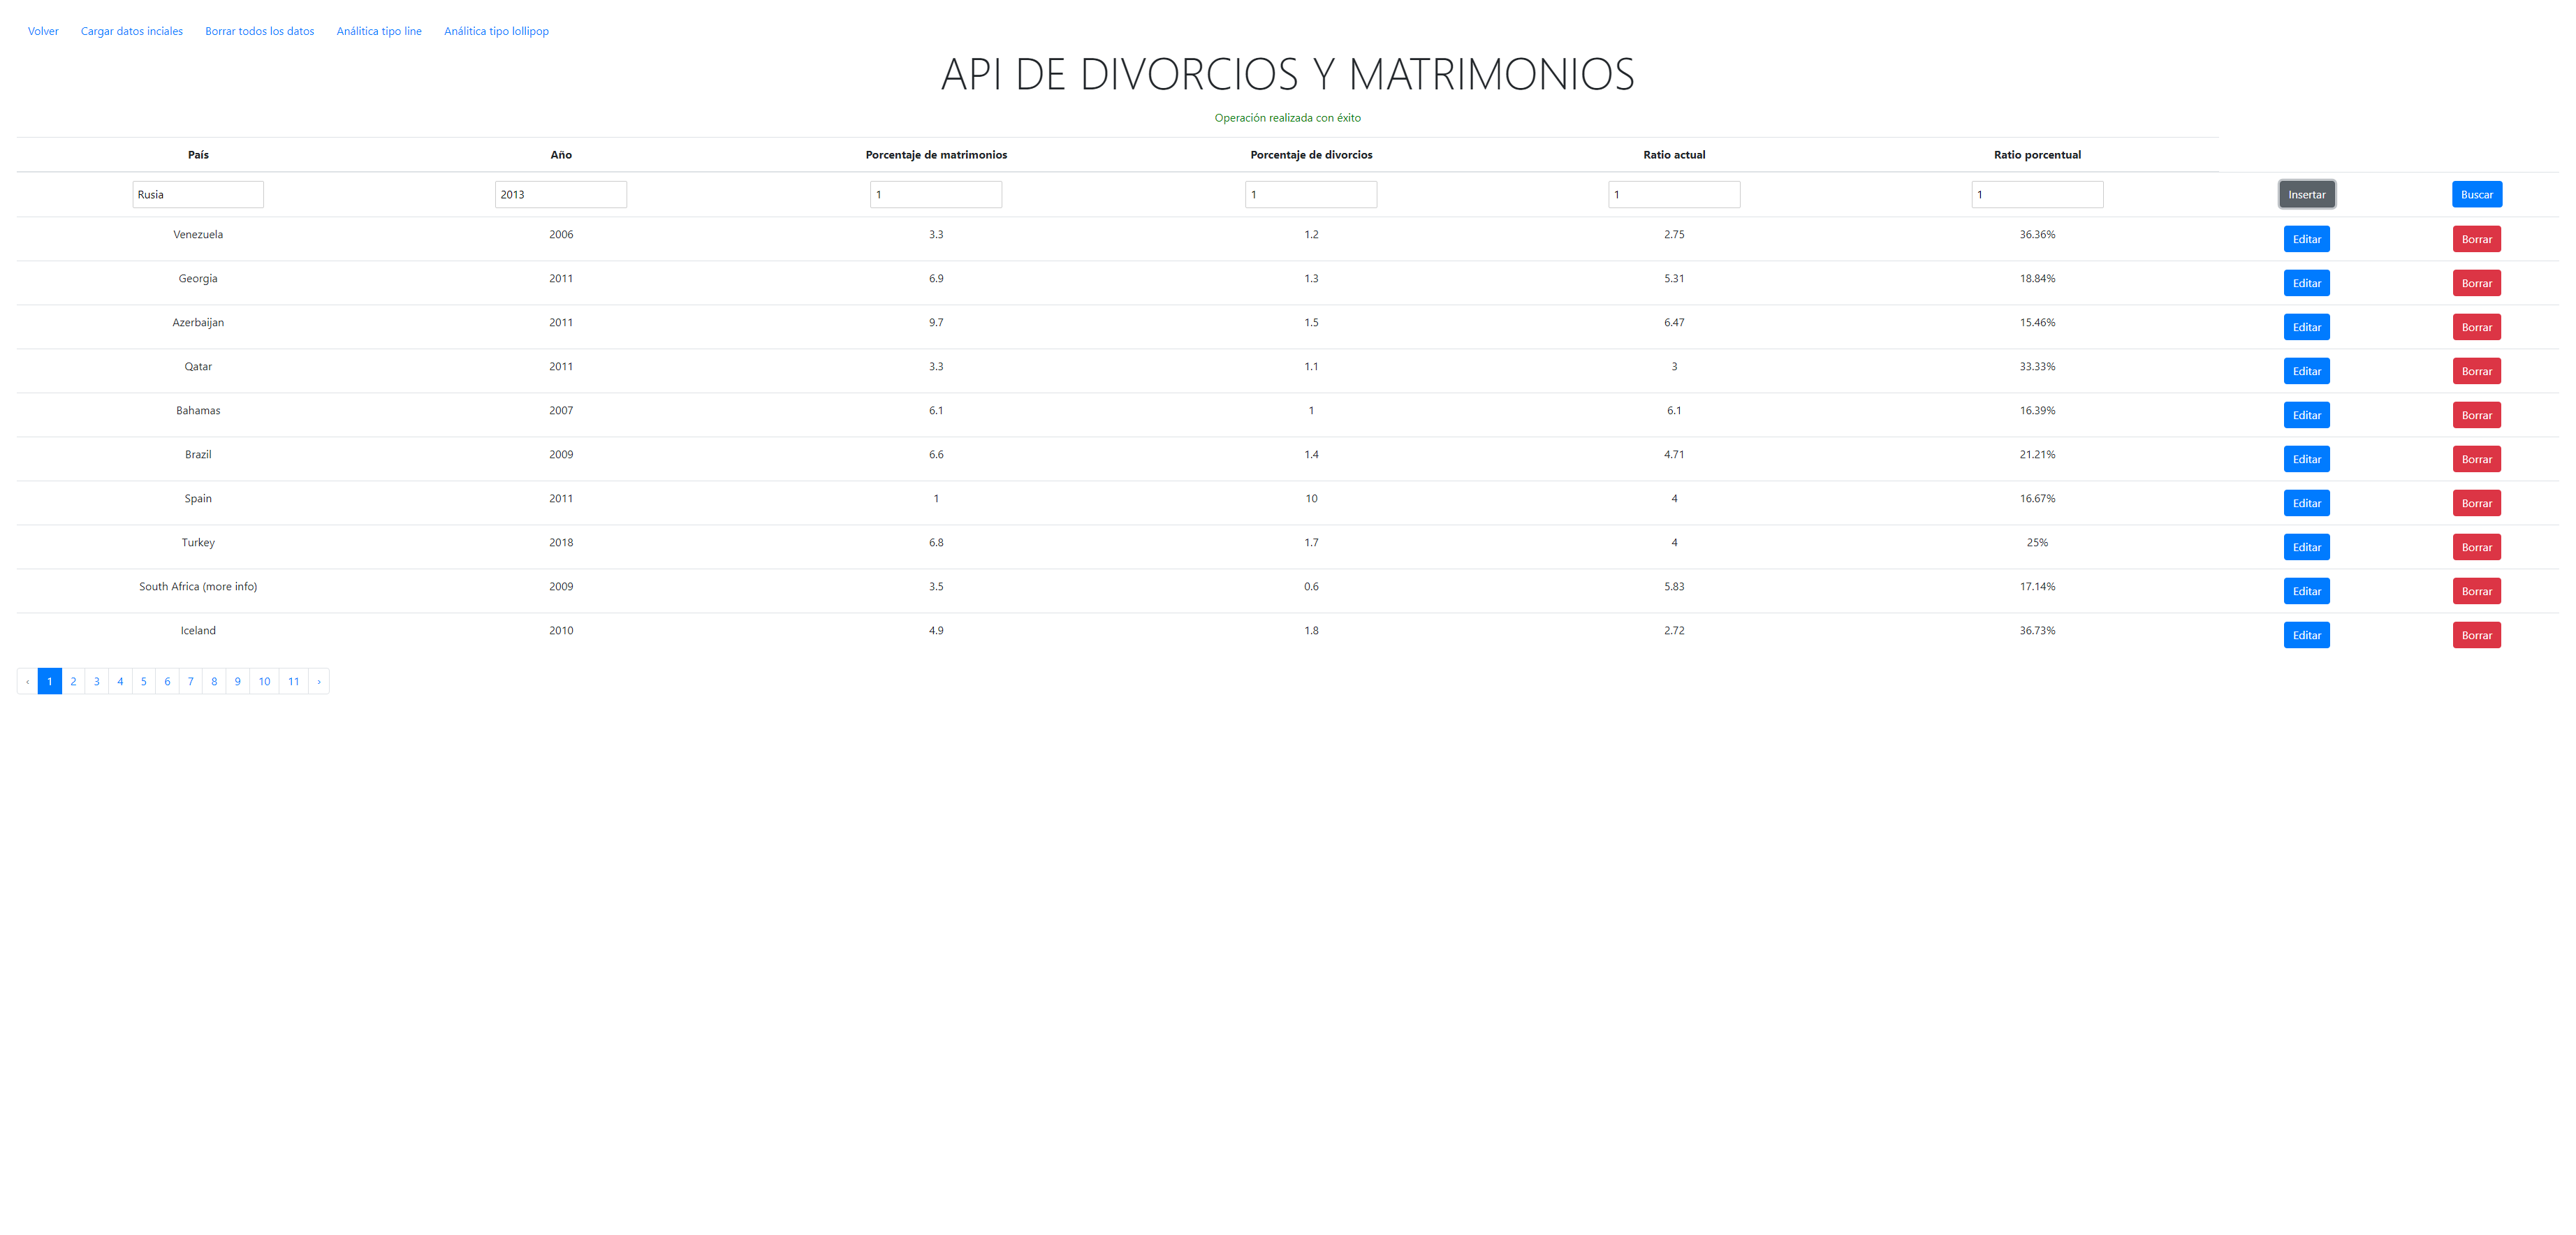 Volver Cargar datos inciales Borrar todos los datos Análitica tipo line Análitica tipo lollipop
API DE DIVORCIOS Y MATRIMONIOS
Operación realizada con éxito
País Año Porcentaje de matrimonios Porcentaje de divorcios Ratio actual Ratio porcentual
Rusia 2013 1 1 1 1 Insertar Buscar
Venezuela 2006 3.3 1.2 2.75 36.36% Editar Borrar
Georgia 2011 6.9 1.3 5.31 18.84% Editar Borrar
Azerbaijan 2011 9.7 1.5 6.47 15.46% Editar Borrar
Qatar 2011 3.3 1.1 3 33.33% Editar Borrar
Bahamas 2007 6.1 1 6.1 16.39% Editar Borrar
Brazil 2009 6.6 1.4 4.71 21.21% Editar Borrar
Spain 2011 1 10 4 16.67% Editar Borrar
Turkey 2018 6.8 1.7 4 25% Editar Borrar
South Africa (more info) 2009 3.5 0.6 5.83 17.14% Editar Borrar
Iceland 2010 4.9 1.8 2.72 36.73% Editar Borrar
‹ 1 2 3 4 5 6 7 8 9 10 11 ›